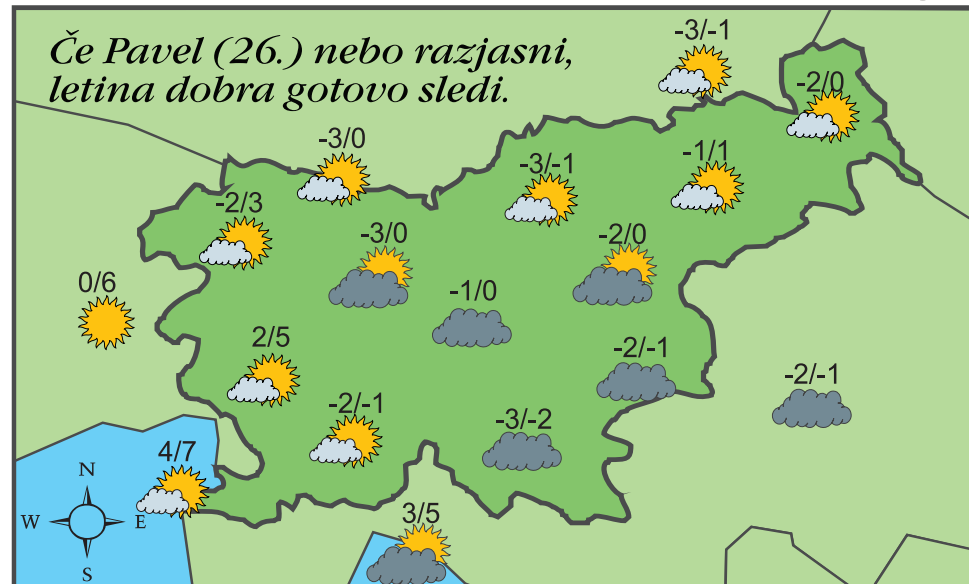 Če Pavel (26.) nebo razjasni,
letina dobra gotovo sledi.
-3/-1
-2/0
-3/0
-3/-1
-1/1
-2/3
-3/0
-2/0
0/6
-1/0
2/5
-2/-1
-2/-1
-2/-1
-3/-2
4/7
N
W
E
S
3/5